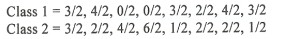 Class 1 = 3/2, 4/2, 0/2, 0/2, 3/2, 2/2, 4/2, 3/2
Class 2 = 3/2, 2/2, 4/2, 6/2, 1/2, 2/2, 2/2, 1/2